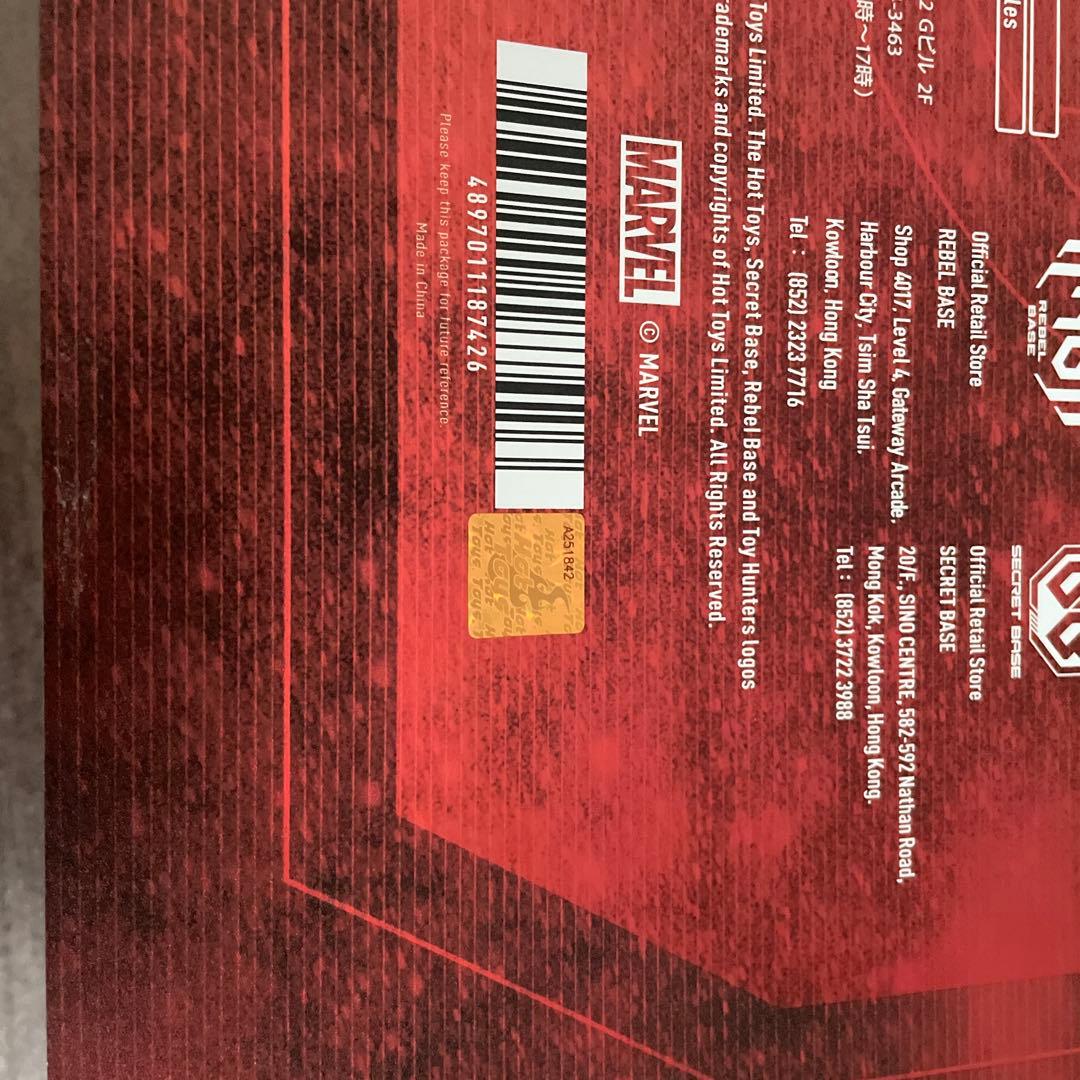 les
2 Gビル 2F
-3463
時～17時)
REBEL
BASE
Official Retail Store
REBEL BASE
Shop 4017, Level 4, Gateway Arcade,
Harbour City, Tsim Sha Tsui.
Kowloon, Hong Kong
Tel : (852) 2323 7716
SECRET BASE
Official Retail Store
SECRET BASE
20/F., SINO CENTRE, 582-592 Nathan Road,
Mong Kok, Kowloon, Hong Kong.
Tel : (852) 3722 3988
Toys Limited. The Hot Toys, Secret Base, Rebel Base and Toy Hunters logos
ademarks and copyrights of Hot Toys Limited. All Rights Reserved.
MARVEL © MARVEL
4897011187426
A251842
Hot Toys
Please keep this package for future reference.
Made in China